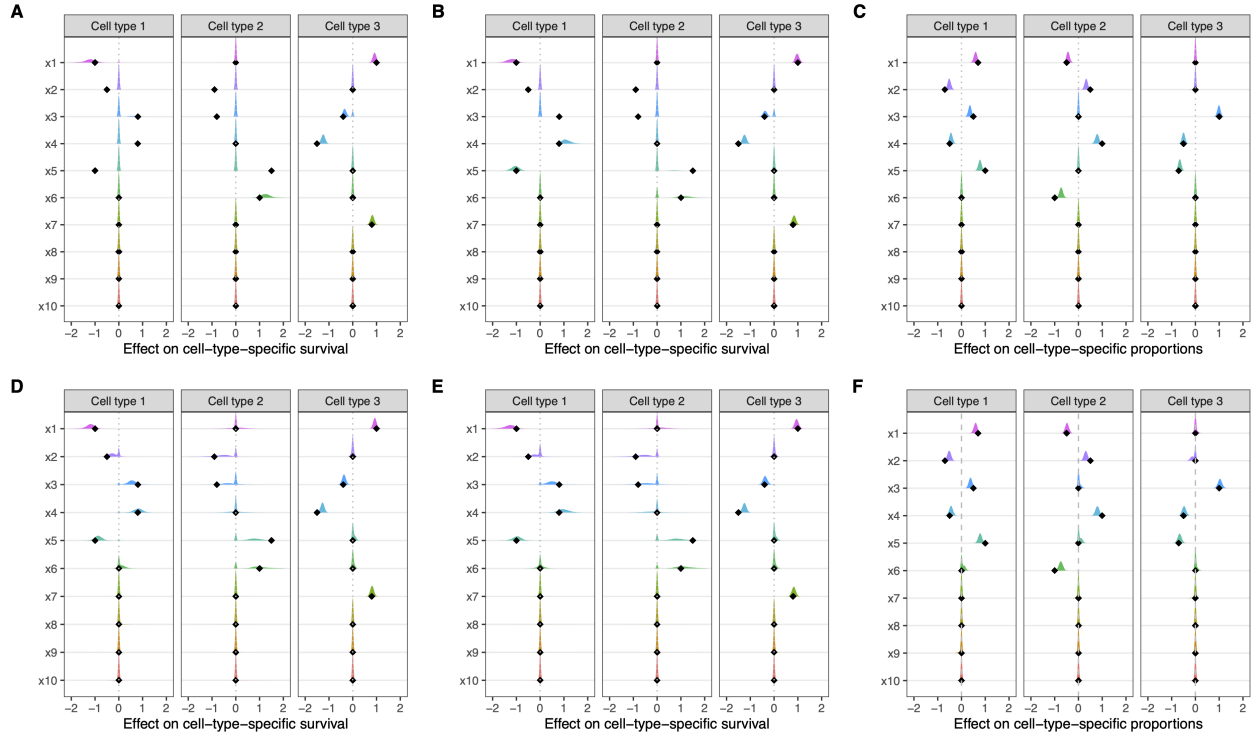 A
Cell type 1 Cell type 2 Cell type 3
x1
x2
x3
x4
x5
x6
x7
x8
x9
x10
−2 −1 0 1 2 −2 −1 0 1 2 −2 −1 0 1 2
Effect on cell−type−specific survival
B
Cell type 1 Cell type 2 Cell type 3
x1
x2
x3
x4
x5
x6
x7
x8
x9
x10
−2 −1 0 1 2 −2 −1 0 1 2 −2 −1 0 1 2
Effect on cell−type−specific survival
C
Cell type 1 Cell type 2 Cell type 3
x1
x2
x3
x4
x5
x6
x7
x8
x9
x10
−2 −1 0 1 2 −2 −1 0 1 2 −2 −1 0 1 2
Effect on cell−type−specific proportions
D
Cell type 1 Cell type 2 Cell type 3
x1
x2
x3
x4
x5
x6
x7
x8
x9
x10
−2 −1 0 1 2 −2 −1 0 1 2 −2 −1 0 1 2
Effect on cell−type−specific survival
E
Cell type 1 Cell type 2 Cell type 3
x1
x2
x3
x4
x5
x6
x7
x8
x9
x10
−2 −1 0 1 2 −2 −1 0 1 2 −2 −1 0 1 2
Effect on cell−type−specific survival
F
Cell type 1 Cell type 2 Cell type 3
x1
x2
x3
x4
x5
x6
x7
x8
x9
x10
−2 −1 0 1 2 −2 −1 0 1 2 −2 −1 0 1 2
Effect on cell−type−specific proportions